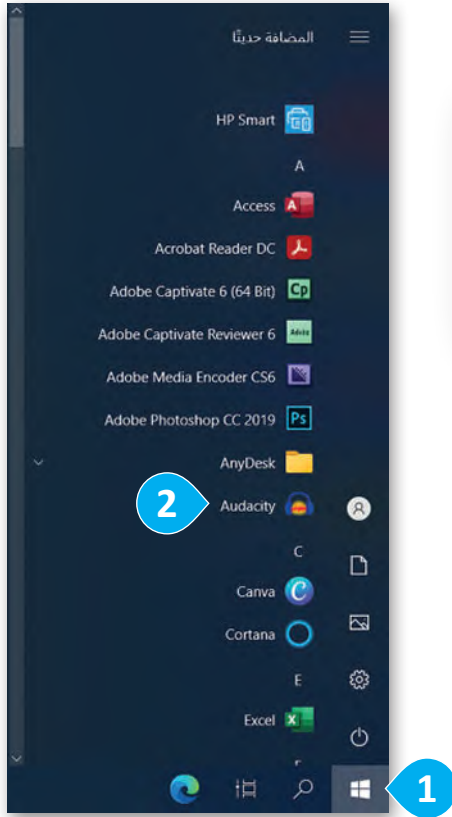 المضافة حديثًا
HP Smart
A
Access
Acrobat Reader DC
Adobe Captivate 6 (64 Bit)
Adobe Captivate Reviewer 6
Adobe Media Encoder CS6
Adobe Photoshop CC 2019
AnyDesk
2
Audacity
C
Canva
Cortana
E
Excel
1